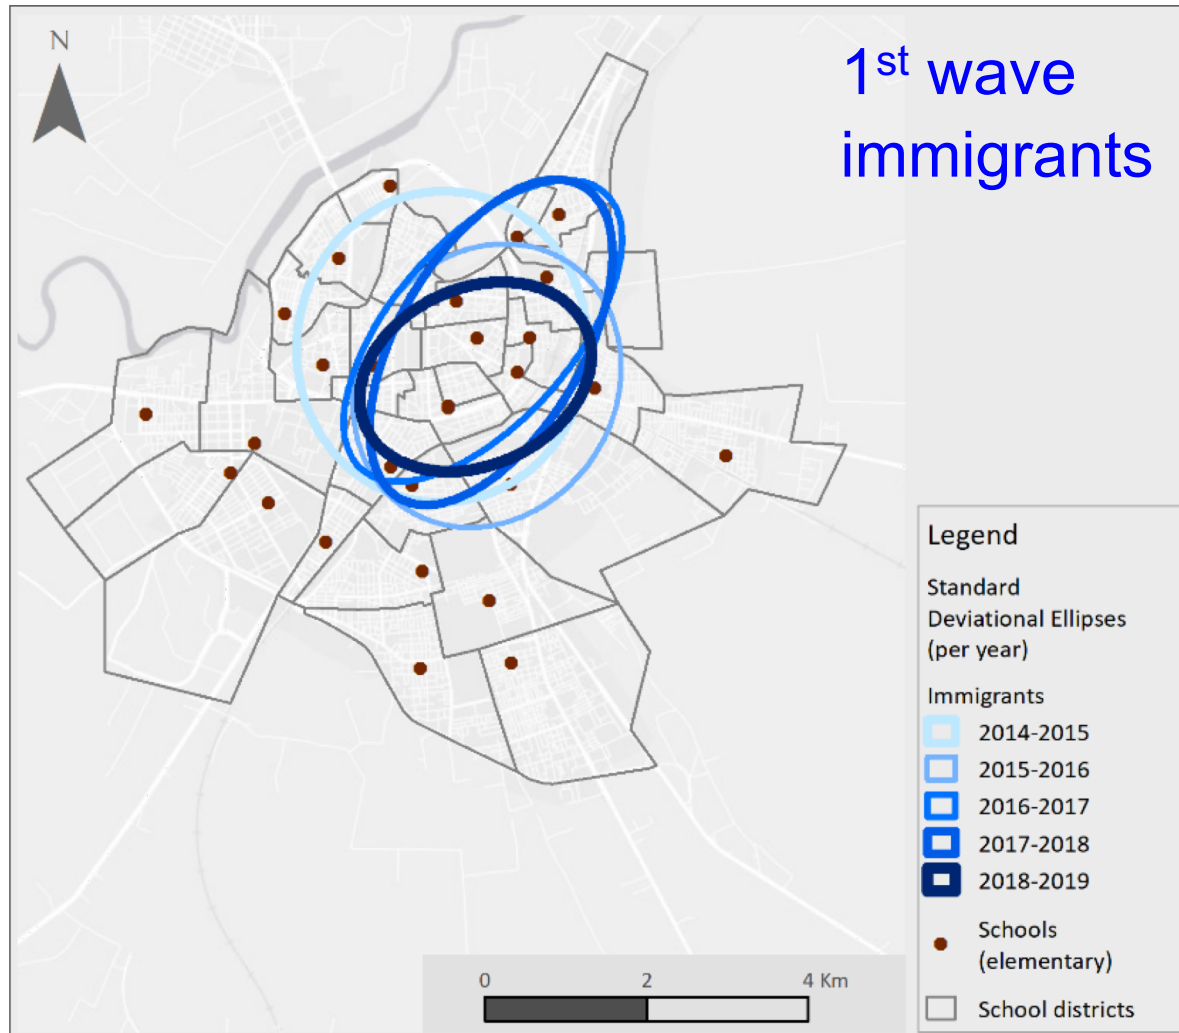 N
1st wave
immigrants
Legend
Standard
Deviational Ellipses
(per year)
Immigrants
2014-2015
2015-2016
2016-2017
2017-2018
2018-2019
Schools
(elementary)
School districts
0 2 4 Km